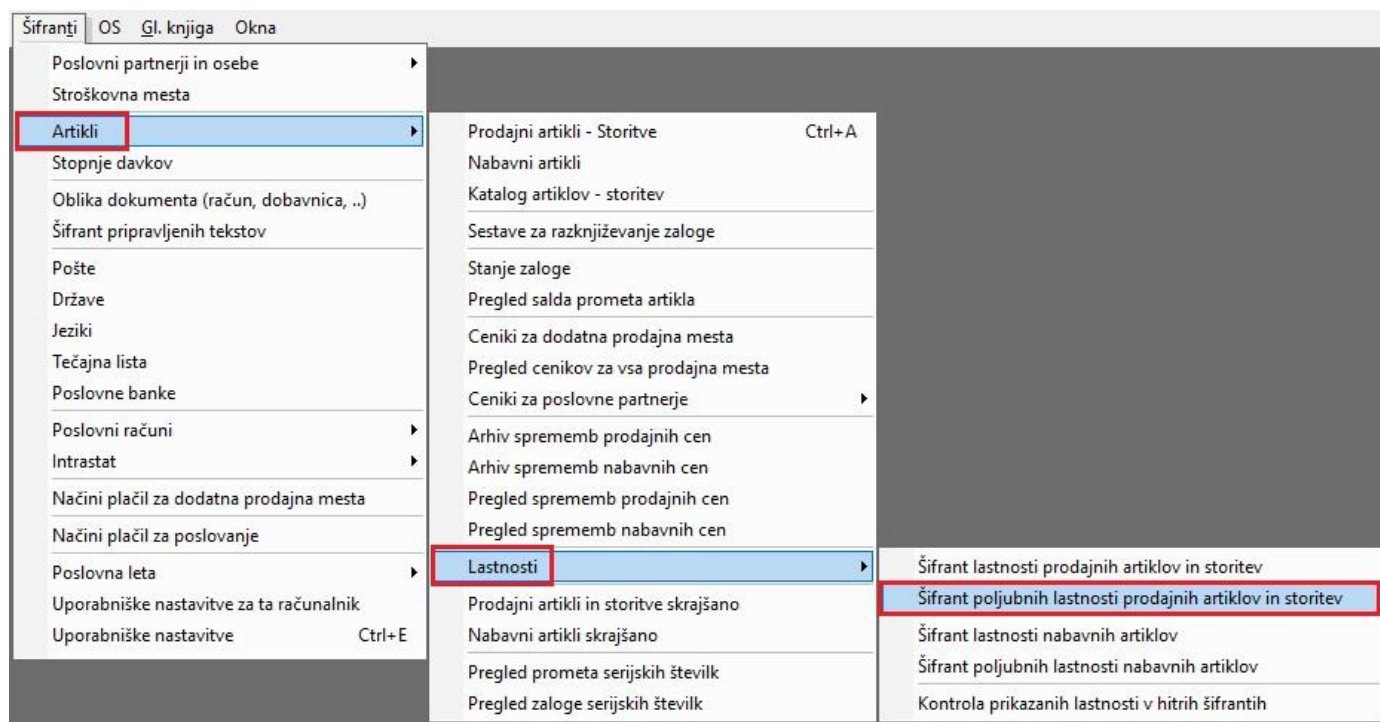 Šifranti OS Gl. knjiga Okna
Poslovni partnerji in osebe
Stroškovna mesta
Artikli
Stopnje davkov
Oblika dokumenta (račun, dobavnica, ..)
Šifrant pripravljenih tekstov
Pošte
Države
Jeziki
Tečajna lista
Poslovne banke
Poslovni računi
Intrastat
Načini plačil za dodatna prodajna mesta
Načini plačil za poslovanje
Poslovna leta
Uporabniške nastavitve za ta računalnik
Uporabniške nastavitve Ctrl+E
Prodajni artikli - Storitve Ctrl+A
Nabavni artikli
Katalog artiklov - storitev
Sestave za razknjiževanje zaloge
Stanje zaloge
Pregled salda prometa artikla
Ceniki za dodatna prodajna mesta
Pregled cenikov za vsa prodajna mesta
Ceniki za poslovne partnerje
Arhiv sprememb prodajnih cen
Arhiv sprememb nabavnih cen
Pregled sprememb prodajnih cen
Pregled sprememb nabavnih cen
Lastnosti
Prodajni artikli in storitve skrajšano
Nabavni artikli skrajšano
Pregled prometa serijskih številk
Pregled zaloge serijskih številk
Šifrant lastnosti prodajnih artiklov in storitev
Šifrant poljubnih lastnosti prodajnih artiklov in storitev
Šifrant lastnosti nabavnih artiklov
Šifrant poljubnih lastnosti nabavnih artiklov
Kontrola prikazanih lastnosti v hitrih šifrantih